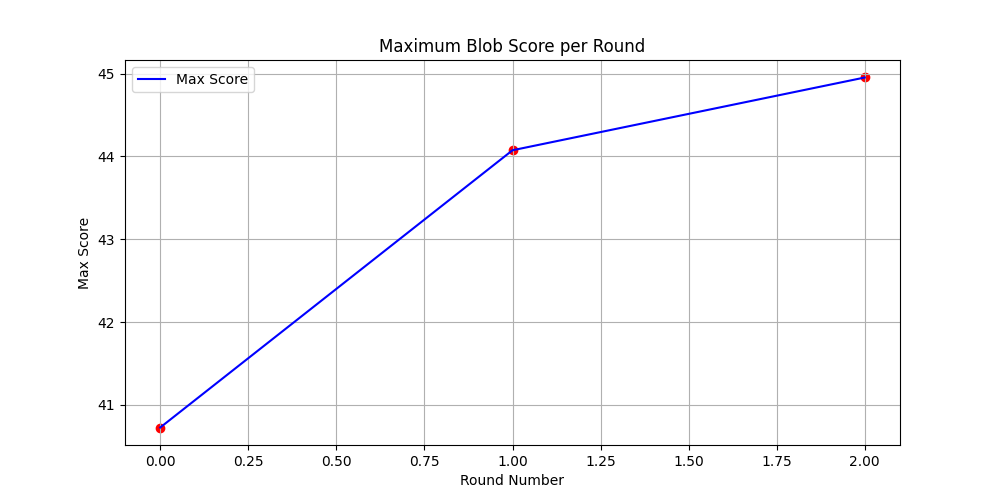 Maximum Blob Score per Round
Max Score
45
44
43
42
41
Max Score
0.00 0.25 0.50 0.75 1.00 1.25 1.50 1.75 2.00
Round Number